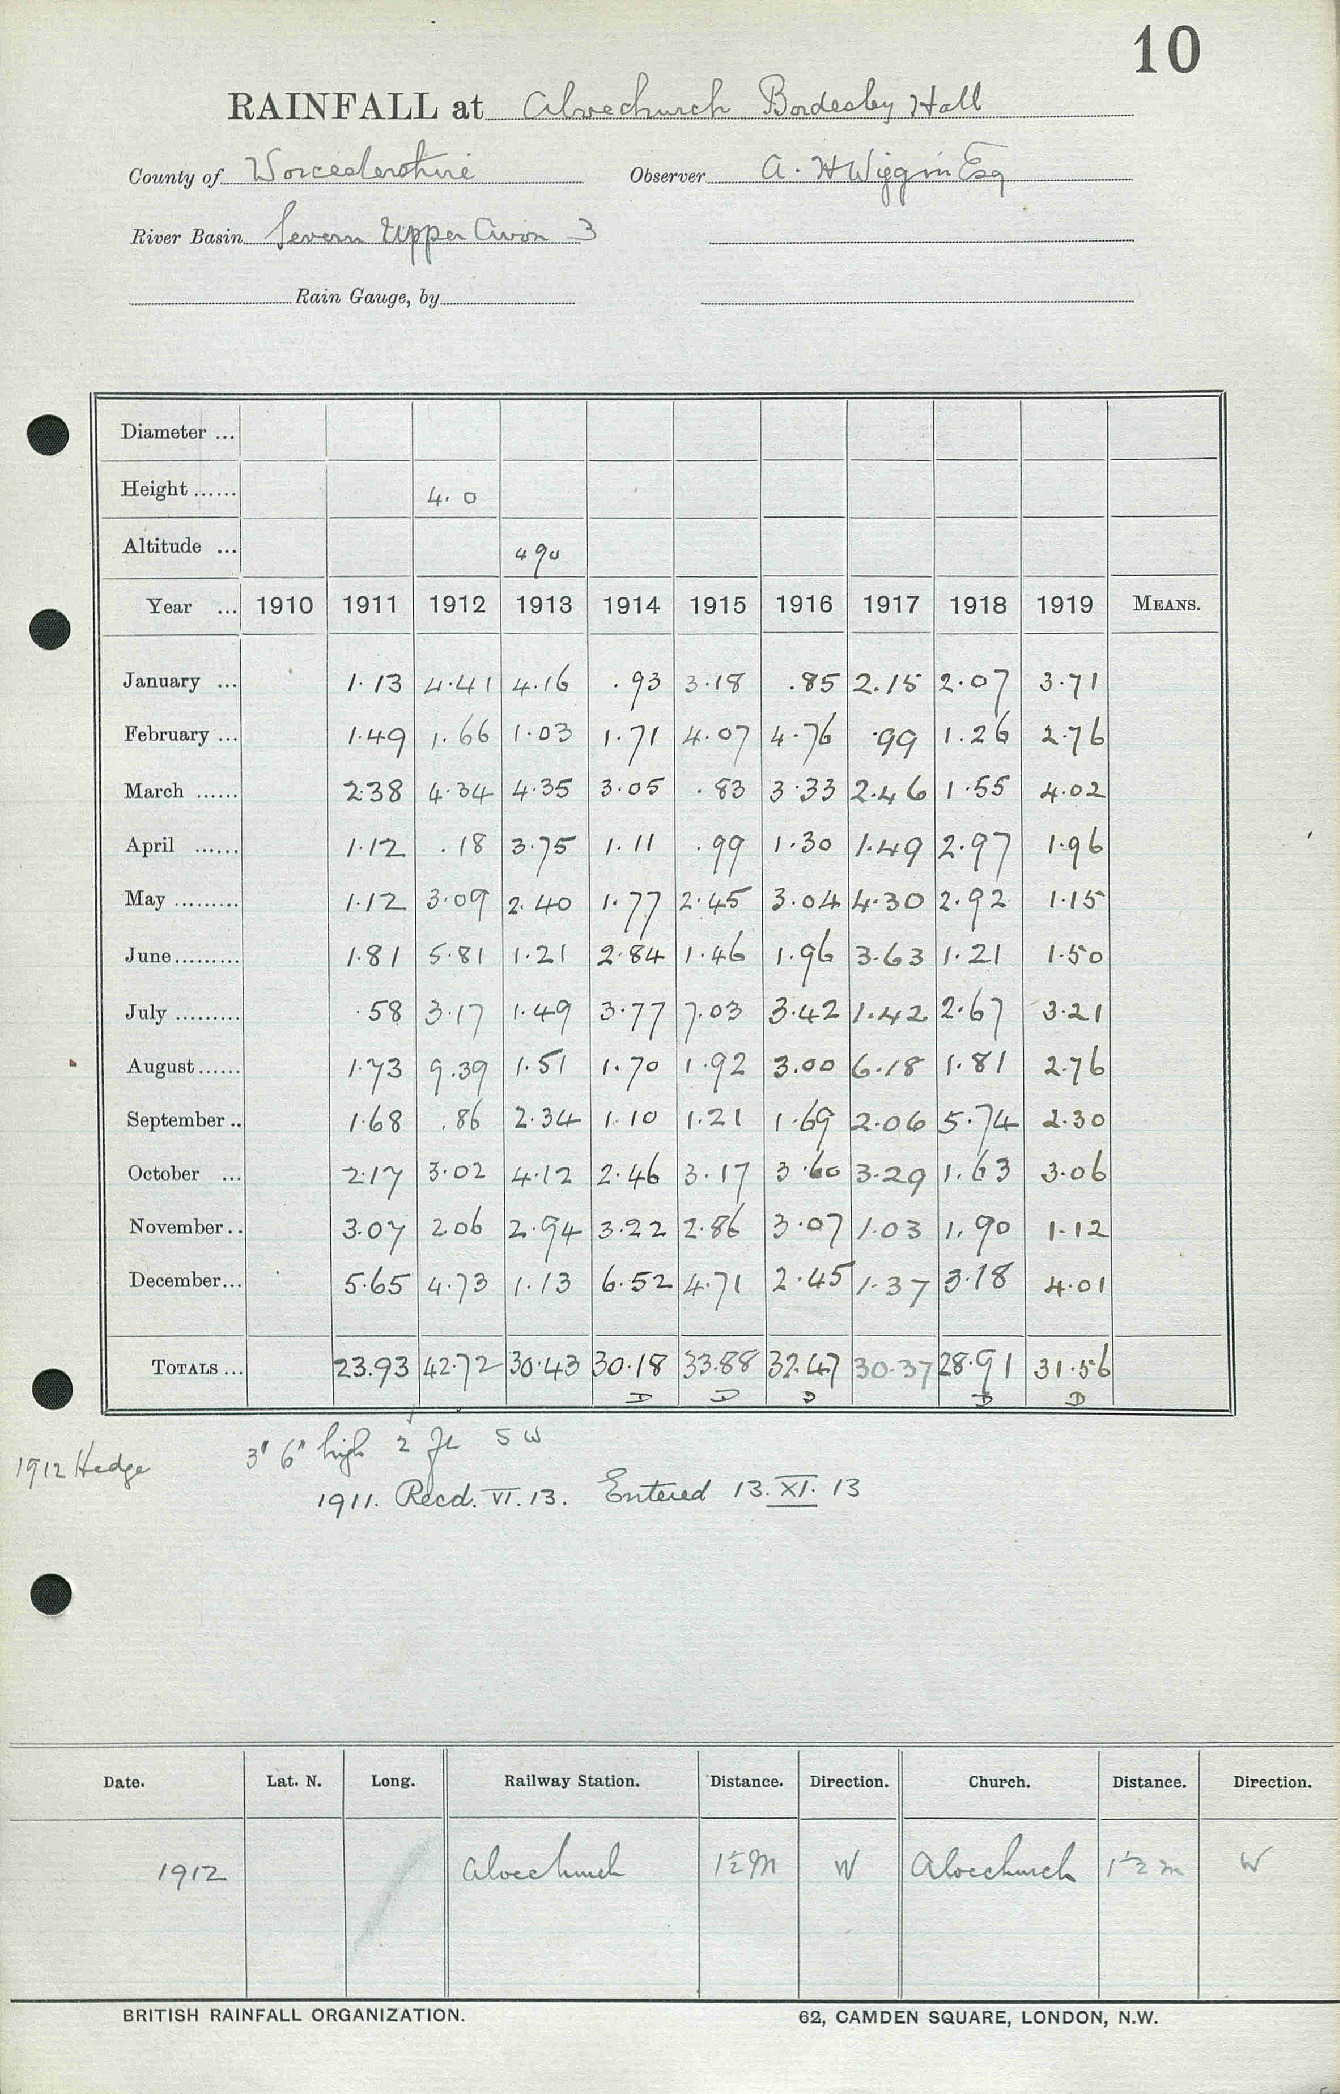 10
RAINFALL at Alvechurch Bordesley Hall
County of Worcestershire Observer A. H Wiggin Esq
River Basin Severn Upper Avon 3
Rain Gauge, by
Diameter ...
Height ...... 4.0
Altitude ... 490
Year ... 1910 1911 1912 1913 1914 1915 1916 1917 1918 1919 MEANS.
January ... 1.13 4.41 4.16 .93 3.18 .85 2.15 2.07 3.71
February ... 1.49 1.66 1.03 1.71 4.07 4.76 .99 1.26 2.76
March ...... 2.38 4.34 4.35 3.05 .83 3.33 2.46 1.55 4.02
April ...... 1.12 .18 3.75 1.11 .99 1.30 1.49 2.97 1.96
May ......... 1.12 3.09 2.40 1.77 2.45 3.04 4.30 2.92 1.15
June......... 1.81 5.81 1.21 2.84 1.46 1.96 3.63 1.21 1.50
July ......... .58 3.17 1.49 3.77 7.03 3.42 1.42 2.67 3.21
August...... 1.73 9.39 1.51 1.70 1.92 3.00 6.18 1.81 2.76
September .. 1.68 .86 2.34 1.10 1.21 1.69 2.06 5.74 2.30
October ... 2.17 3.02 4.12 2.46 3.17 3.60 3.29 1.63 3.06
November .. 3.07 2.06 2.94 3.22 2.86 3.07 1.03 1.90 1.12
December... 5.65 4.73 1.13 6.52 4.71 2.45 1.37 3.18 4.01
TOTALS ... 23.93 42.72 30.43 30.18 33.88 32.47 30.37 28.91 31.56
D D D D D
1912 Hedge 3' 6" high 2 ft SW
1911. Recd. VI. 13. Entered 13. XI. 13
Date. Lat. N. Long. Railway Station. Distance. Direction. Church. Distance. Direction.
1912 Alvechurch 1½ M W Alvechurch 1½ m W
BRITISH RAINFALL ORGANIZATION. 62, CAMDEN SQUARE, LONDON, N.W.